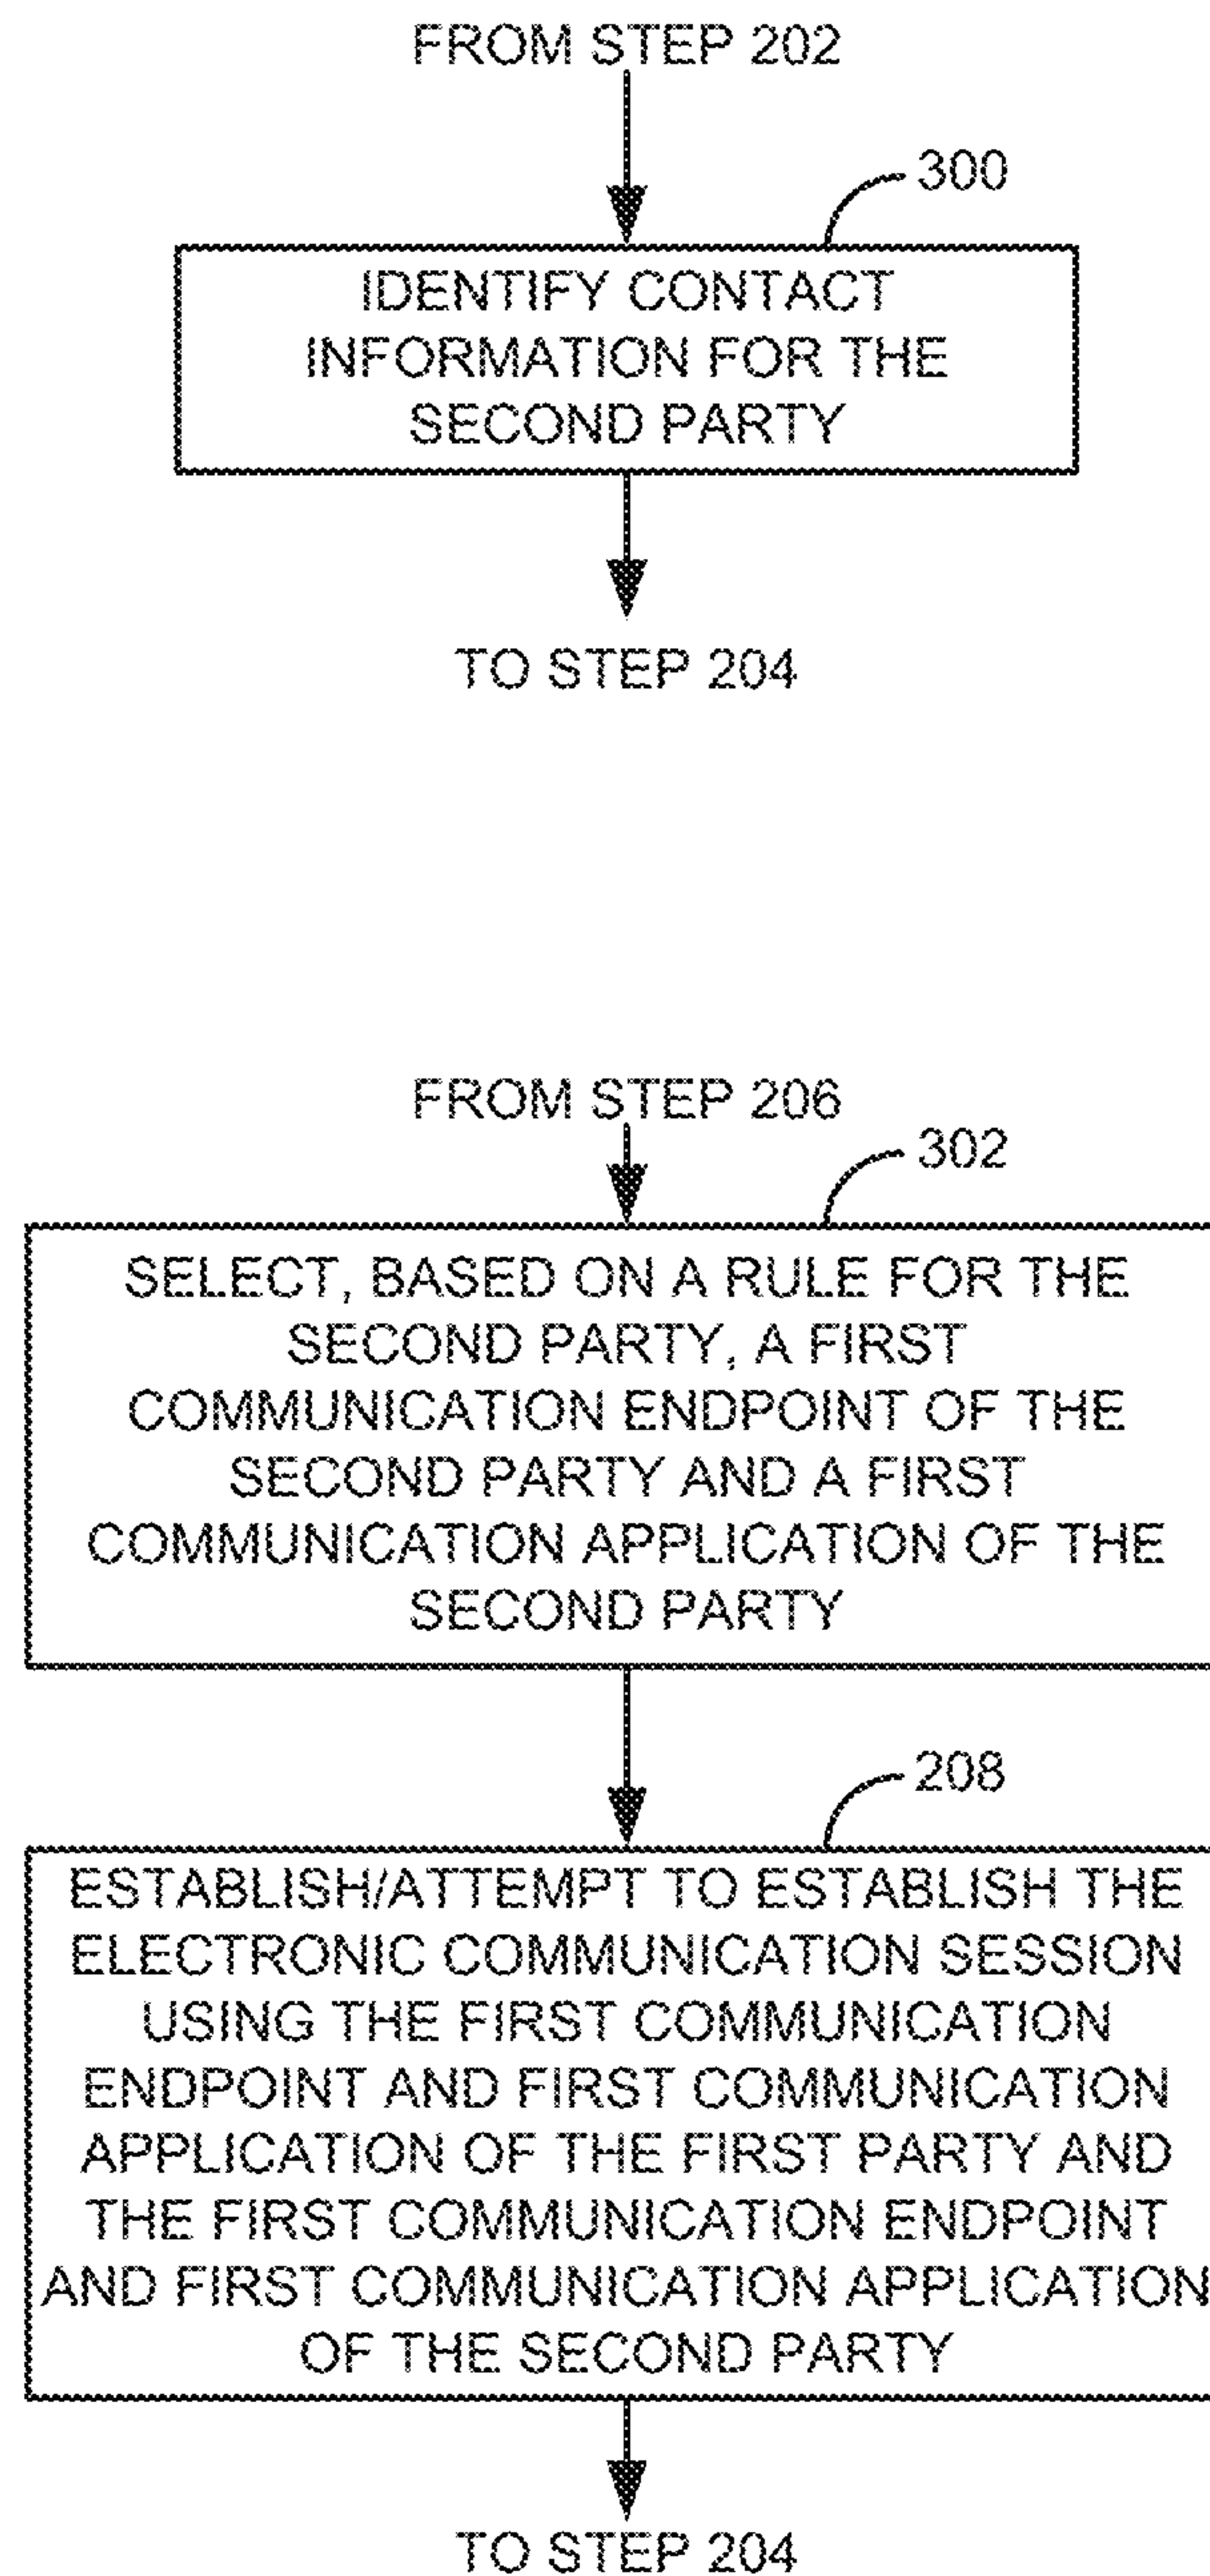 FROM STEP 202
300
IDENTIFY CONTACT
INFORMATION FOR THE
SECOND PARTY
TO STEP 204
FROM STEP 206
302
SELECT, BASED ON A RULE FOR THE
SECOND PARTY, A FIRST
COMMUNICATION ENDPOINT OF THE
SECOND PARTY AND A FIRST
COMMUNICATION APPLICATION OF THE
SECOND PARTY
208
ESTABLISH/ATTEMPT TO ESTABLISH THE
ELECTRONIC COMMUNICATION SESSION
USING THE FIRST COMMUNICATION
ENDPOINT AND FIRST COMMUNICATION
APPLICATION OF THE FIRST PARTY AND
THE FIRST COMMUNICATION ENDPOINT
AND FIRST COMMUNICATION APPLICATION
OF THE SECOND PARTY
TO STEP 204